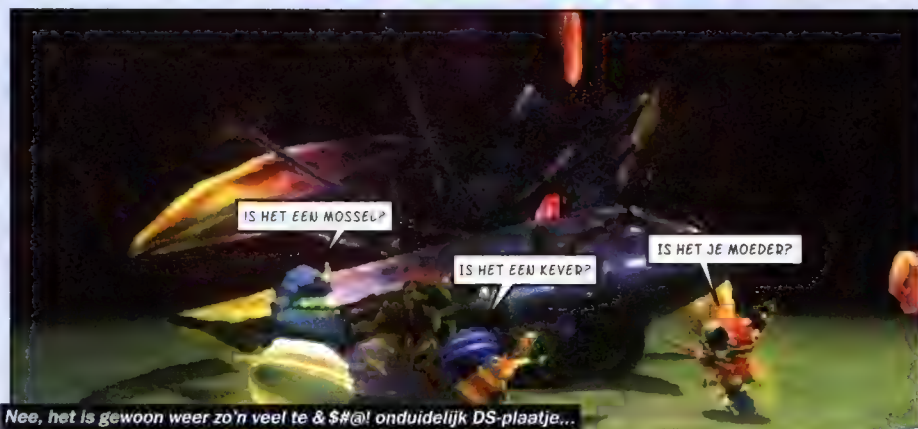 IS HET EEN MOSSEL?
IS HET EEN KEVER?
IS HET JE MOEDER?
Nee, het is gewoon weer zo'n veel te &$#@! onduidelijk DS-plaatje...